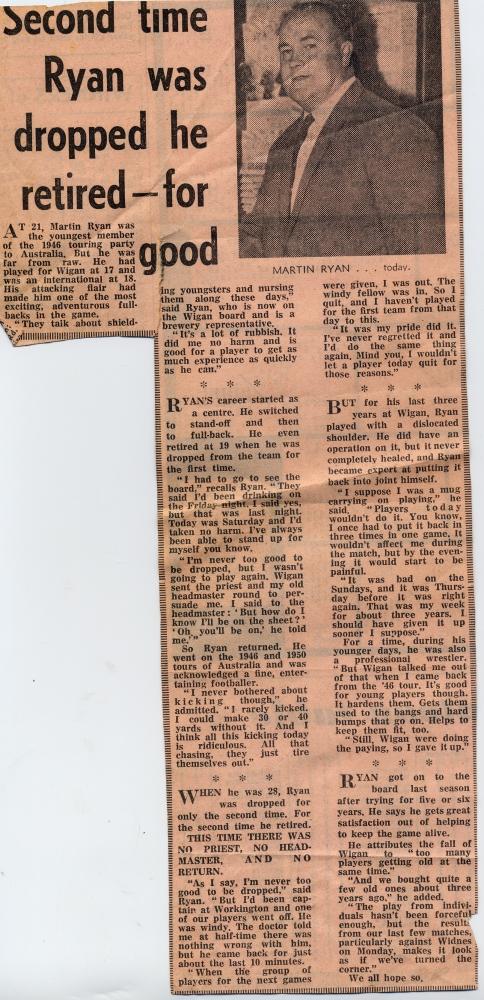 Second time
Ryan was
dropped he
retired—for
good
AT 21, Martin Ryan was
the youngest member
of the 1946 touring party
to Australia. But he was
far from raw. He had
played for Wigan at 17 and
was an international at 18.
His attacking flair had
made him one of the most
exciting, adventurous full-
backs in the game.
"They talk about shield-
MARTIN RYAN . . . today.
ing youngsters and nursing
them along these days,"
said Ryan, who is now on
the Wigan board and is a
brewery representative.
"It's a lot of rubbish. It
did me no harm and is
good for a player to get as
much experience as quickly
as he can."
* * *
RYAN'S career started as
a centre. He switched
to stand-off and then
to full-back. He even
retired at 19 when he was
dropped from the team for
the first time.
"I had to go to see the
board," recalls Ryan. "They
said I'd been drinking on
the Friday night. I said yes,
but that was last night.
Today was Saturday and I'd
taken no harm. I've always
been able to stand up for
myself you know.
"I'm never too good to
be dropped, but I wasn't
going to play again. Wigan
sent the priest and my old
headmaster round to per-
suade me. I said to the
headmaster: 'But how do I
know I'll be on the sheet?'
'Oh, you'll be on,' he told
me."
So Ryan returned. He
went on the 1946 and 1950
tours of Australia and was
acknowledged a fine, enter-
taining footballer.
"I never bothered about
kicking though," he
admitted. "I rarely kicked.
I could make 30 or 40
yards without it. And I
think all this kicking today
is ridiculous. All that
chasing, they just tire
themselves out."
* * *
WHEN he was 28, Ryan
was dropped for
only the second time. For
the second time he retired.
THIS TIME THERE WAS
NO PRIEST, NO HEAD-
MASTER, AND NO
RETURN.
"As I say, I'm never too
good to be dropped," said
Ryan. "But I'd been cap-
tain at Workington and one
of our players went off. He
was windy. The doctor told
me at half-time there was
nothing wrong with him,
but he came back for just
about the last 10 minutes.
"When the group of
players for the next games
were given, I was out. The
windy fellow was in. So I
quit, and I haven't played
for the first team from that
day to this.
"It was my pride did it.
I've never regretted it and
I'd do the same thing
again. Mind you, I wouldn't
let a player today quit for
those reasons."
* * *
BUT for his last three
years at Wigan, Ryan
played with a dislocated
shoulder. He did have an
operation on it, but it never
completely healed, and Ryan
became expert at putting it
back into joint himself.
"I suppose I was a mug
carrying on playing," he
said. "Players today
wouldn't do it. You know,
I once had to put it back in
three times in one game. It
wouldn't affect me during
the match, but by the even-
ing it would start to be
painful.
"It was bad on the
Sundays, and it was Thurs-
day before it was right
again. That was my week
for about three years. I
should have given it up
sooner I suppose."
For a time, during his
younger days, he was also
a professional wrestler.
"But Wigan talked me out
of that when I came back
from the '46 tour. It's good
for young players though.
It hardens them. Gets them
used to the bangs and hard
bumps that go on. Helps to
keep them fit, too.
"Still, Wigan were doing
the paying, so I gave it up."
* * *
RYAN got on to the
board last season
after trying for five or six
years. He says he gets great
satisfaction out of helping
to keep the game alive.
He attributes the fall of
Wigan to "too many
players getting old at the
same time."
"And we bought quite a
few old ones about three
years ago," he added.
"The play from indivi-
duals hasn't been forceful
enough, but the result
from our last few matches,
particularly against Widnes
on Monday, makes it look
as if we've turned the
corner."
We all hope so.